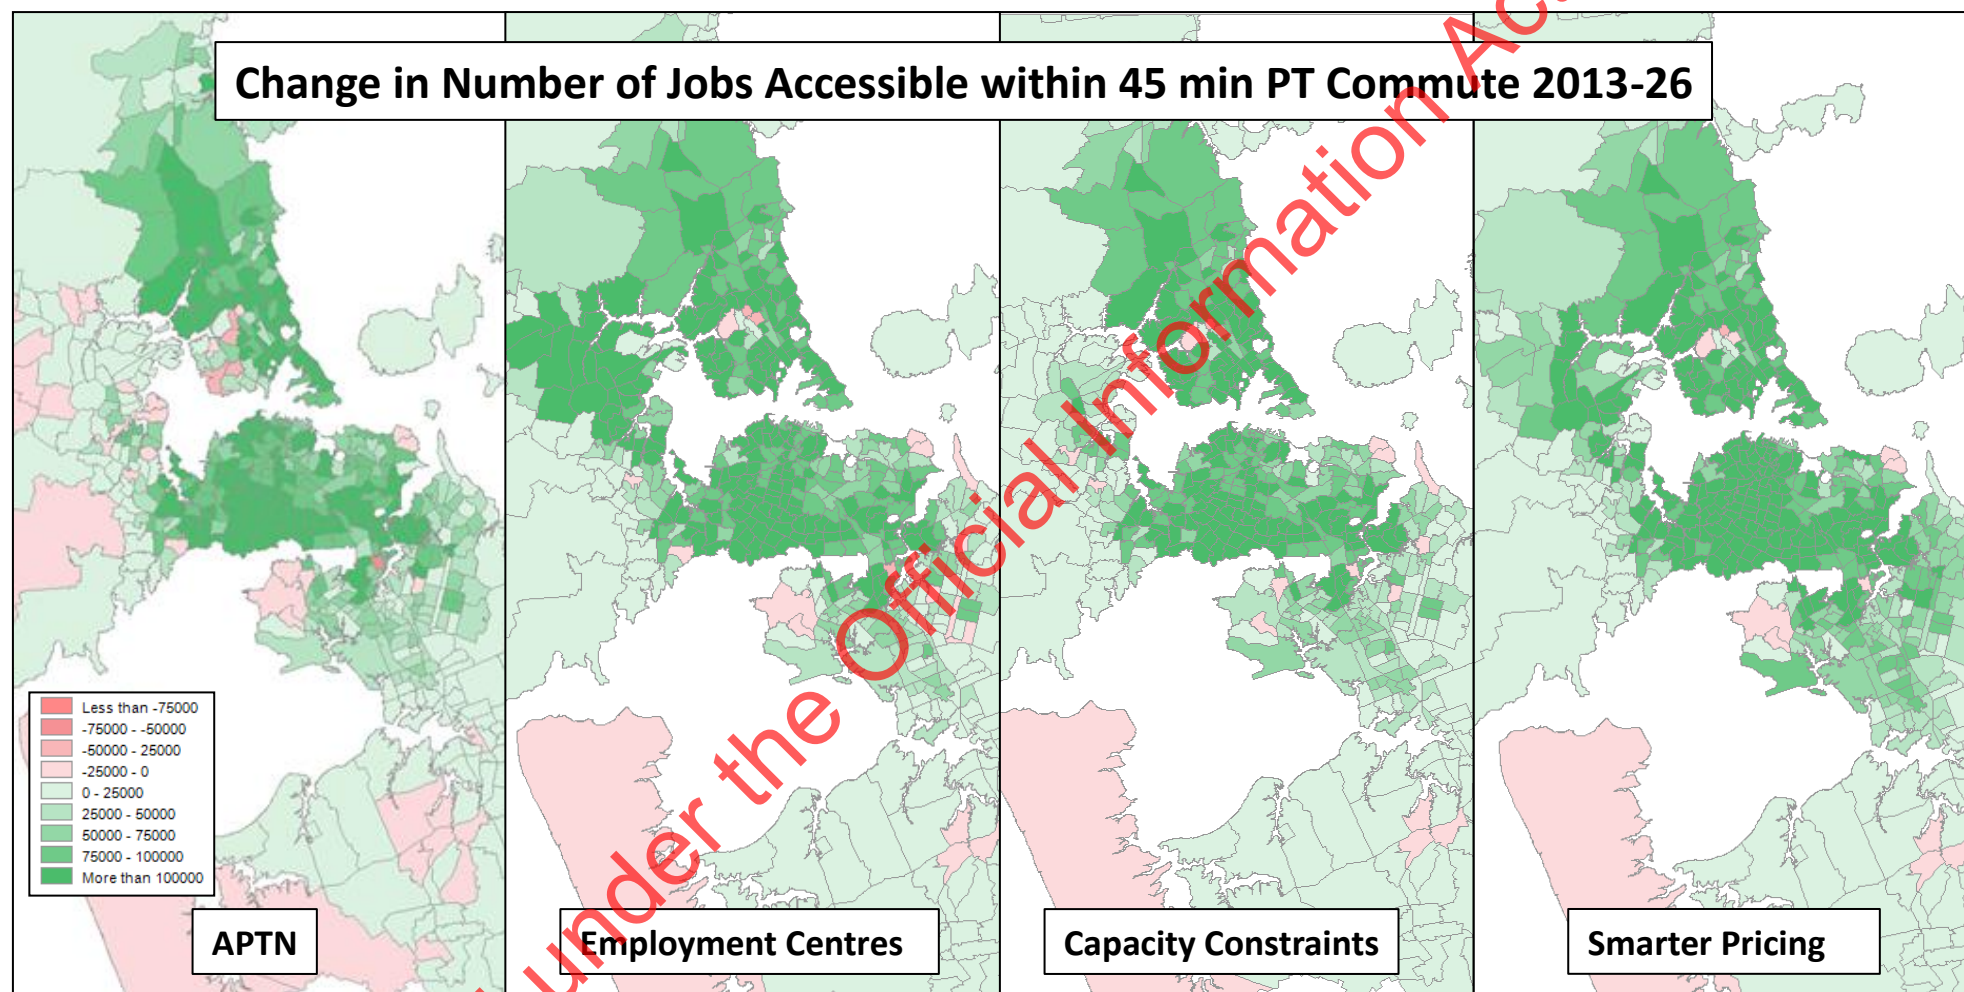 Change in Number of Jobs Accessible within 45 min PT Commute 2013-26
Less than -75000
-75000 - -50000
-50000 - 25000
-25000 - 0
0 - 25000
25000 - 50000
50000 - 75000
75000 - 100000
More than 100000
APTN
Employment Centres
Capacity Constraints
Smarter Pricing
under the Official Information Act